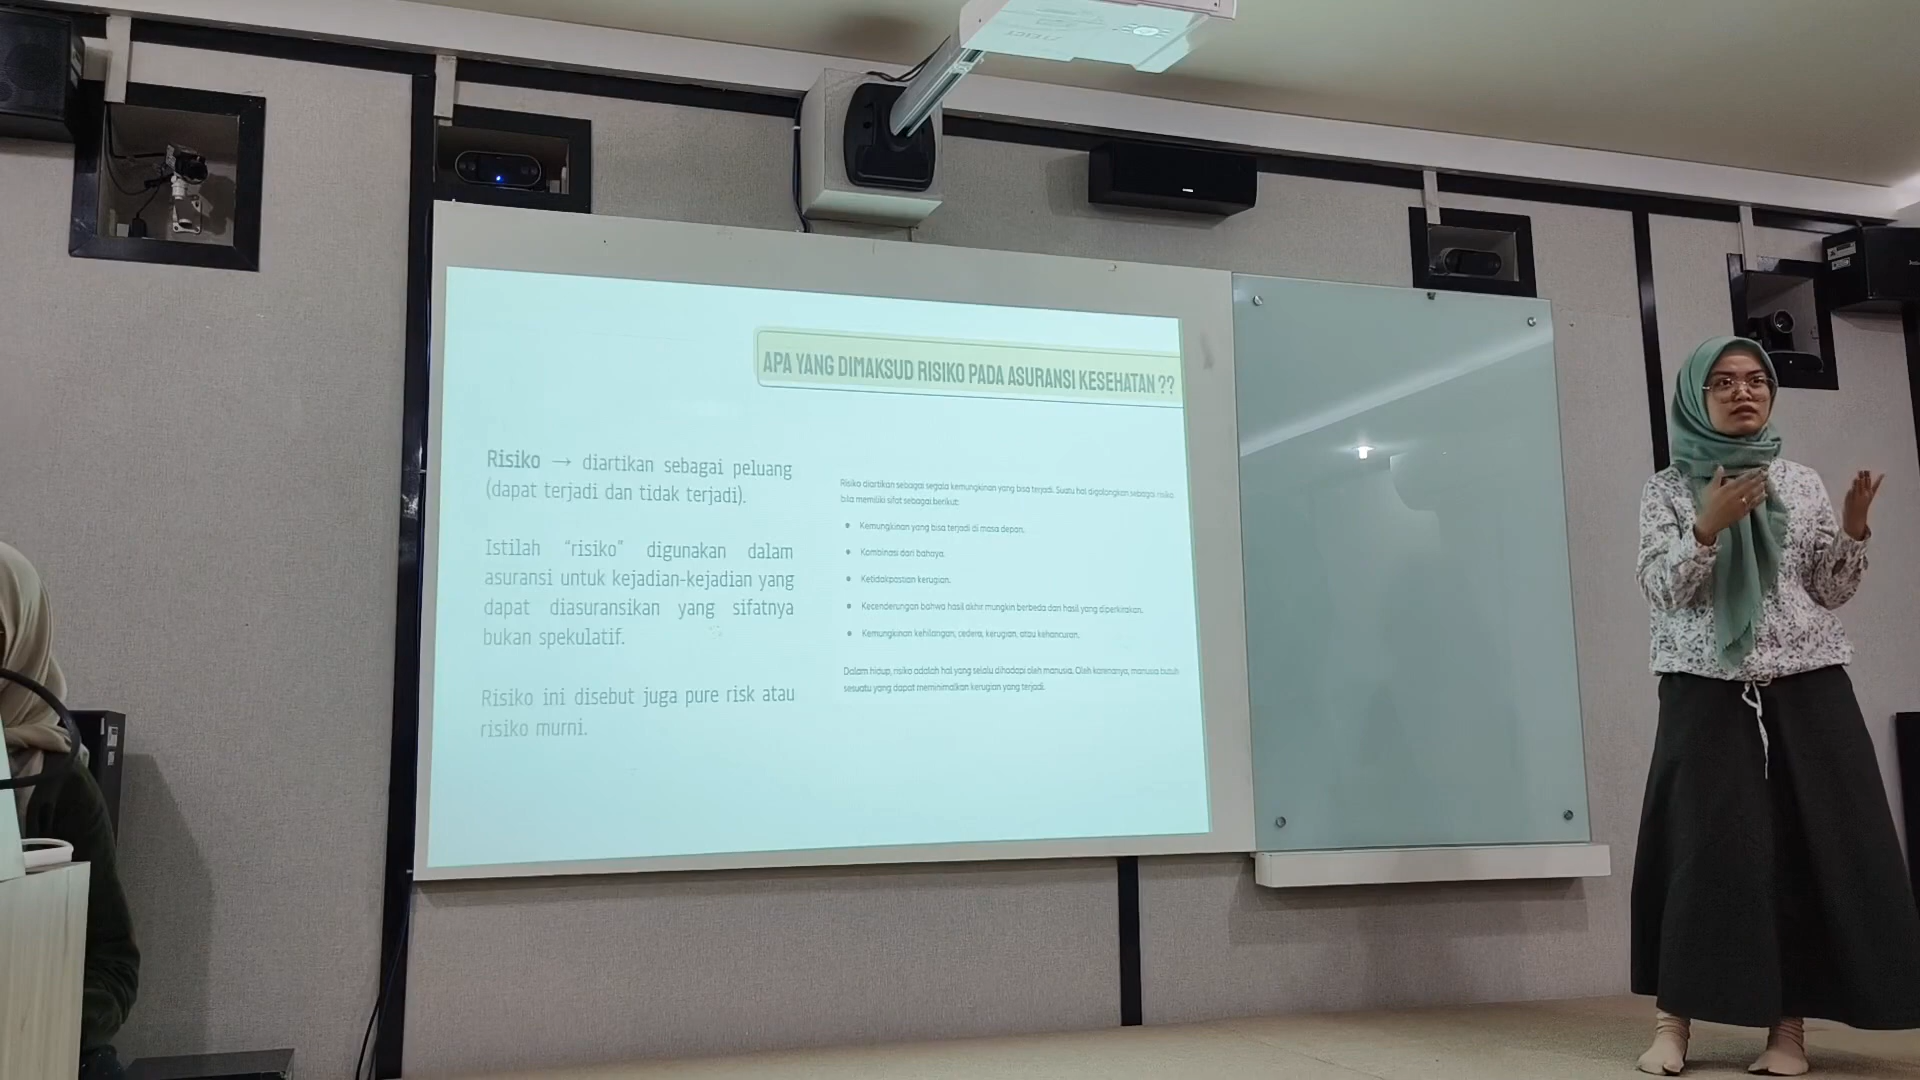 APA YANG DIMAKSUD RISIKO PADA ASURANSI KESEHATAN ??
Risiko → diartikan sebagai peluang
(dapat terjadi dan tidak terjadi).
Istilah “risiko” digunakan dalam
asuransi untuk kejadian-kejadian yang
dapat diasuransikan yang sifatnya
bukan spekulatif.
Risiko ini disebut juga pure risk atau
risiko murni.
Risiko diartikan sebagai segala kemungkinan yang bisa terjadi. Suatu hal digolongkan sebagai risiko
bila memiliki sifat sebagai berikut:
● Kemungkinan yang bisa terjadi di masa depan.
● Kombinasi dari bahaya.
● Ketidakpastian kerugian.
● Kecenderungan bahwa hasil akhir mungkin berbeda dari hasil yang diperkirakan.
● Kemungkinan kehilangan, cedera, kerugian, atau kehancuran.
Dalam hidup, risiko adalah hal yang selalu dihadapi oleh manusia. Oleh karenanya, manusia butuh
sesuatu yang dapat meminimalkan kerugian yang terjadi.